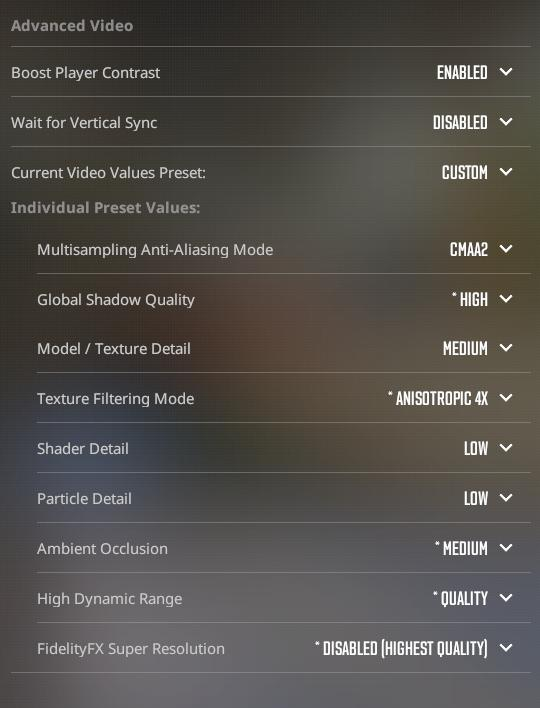 Advanced Video
Boost Player Contrast ENABLED
Wait for Vertical Sync DISABLED
Current Video Values Preset: CUSTOM
Individual Preset Values:
Multisampling Anti-Aliasing Mode CMAA2
Global Shadow Quality * HIGH
Model / Texture Detail MEDIUM
Texture Filtering Mode * ANISOTROPIC 4X
Shader Detail LOW
Particle Detail LOW
Ambient Occlusion * MEDIUM
High Dynamic Range * QUALITY
FidelityFX Super Resolution * DISABLED (HIGHEST QUALITY)